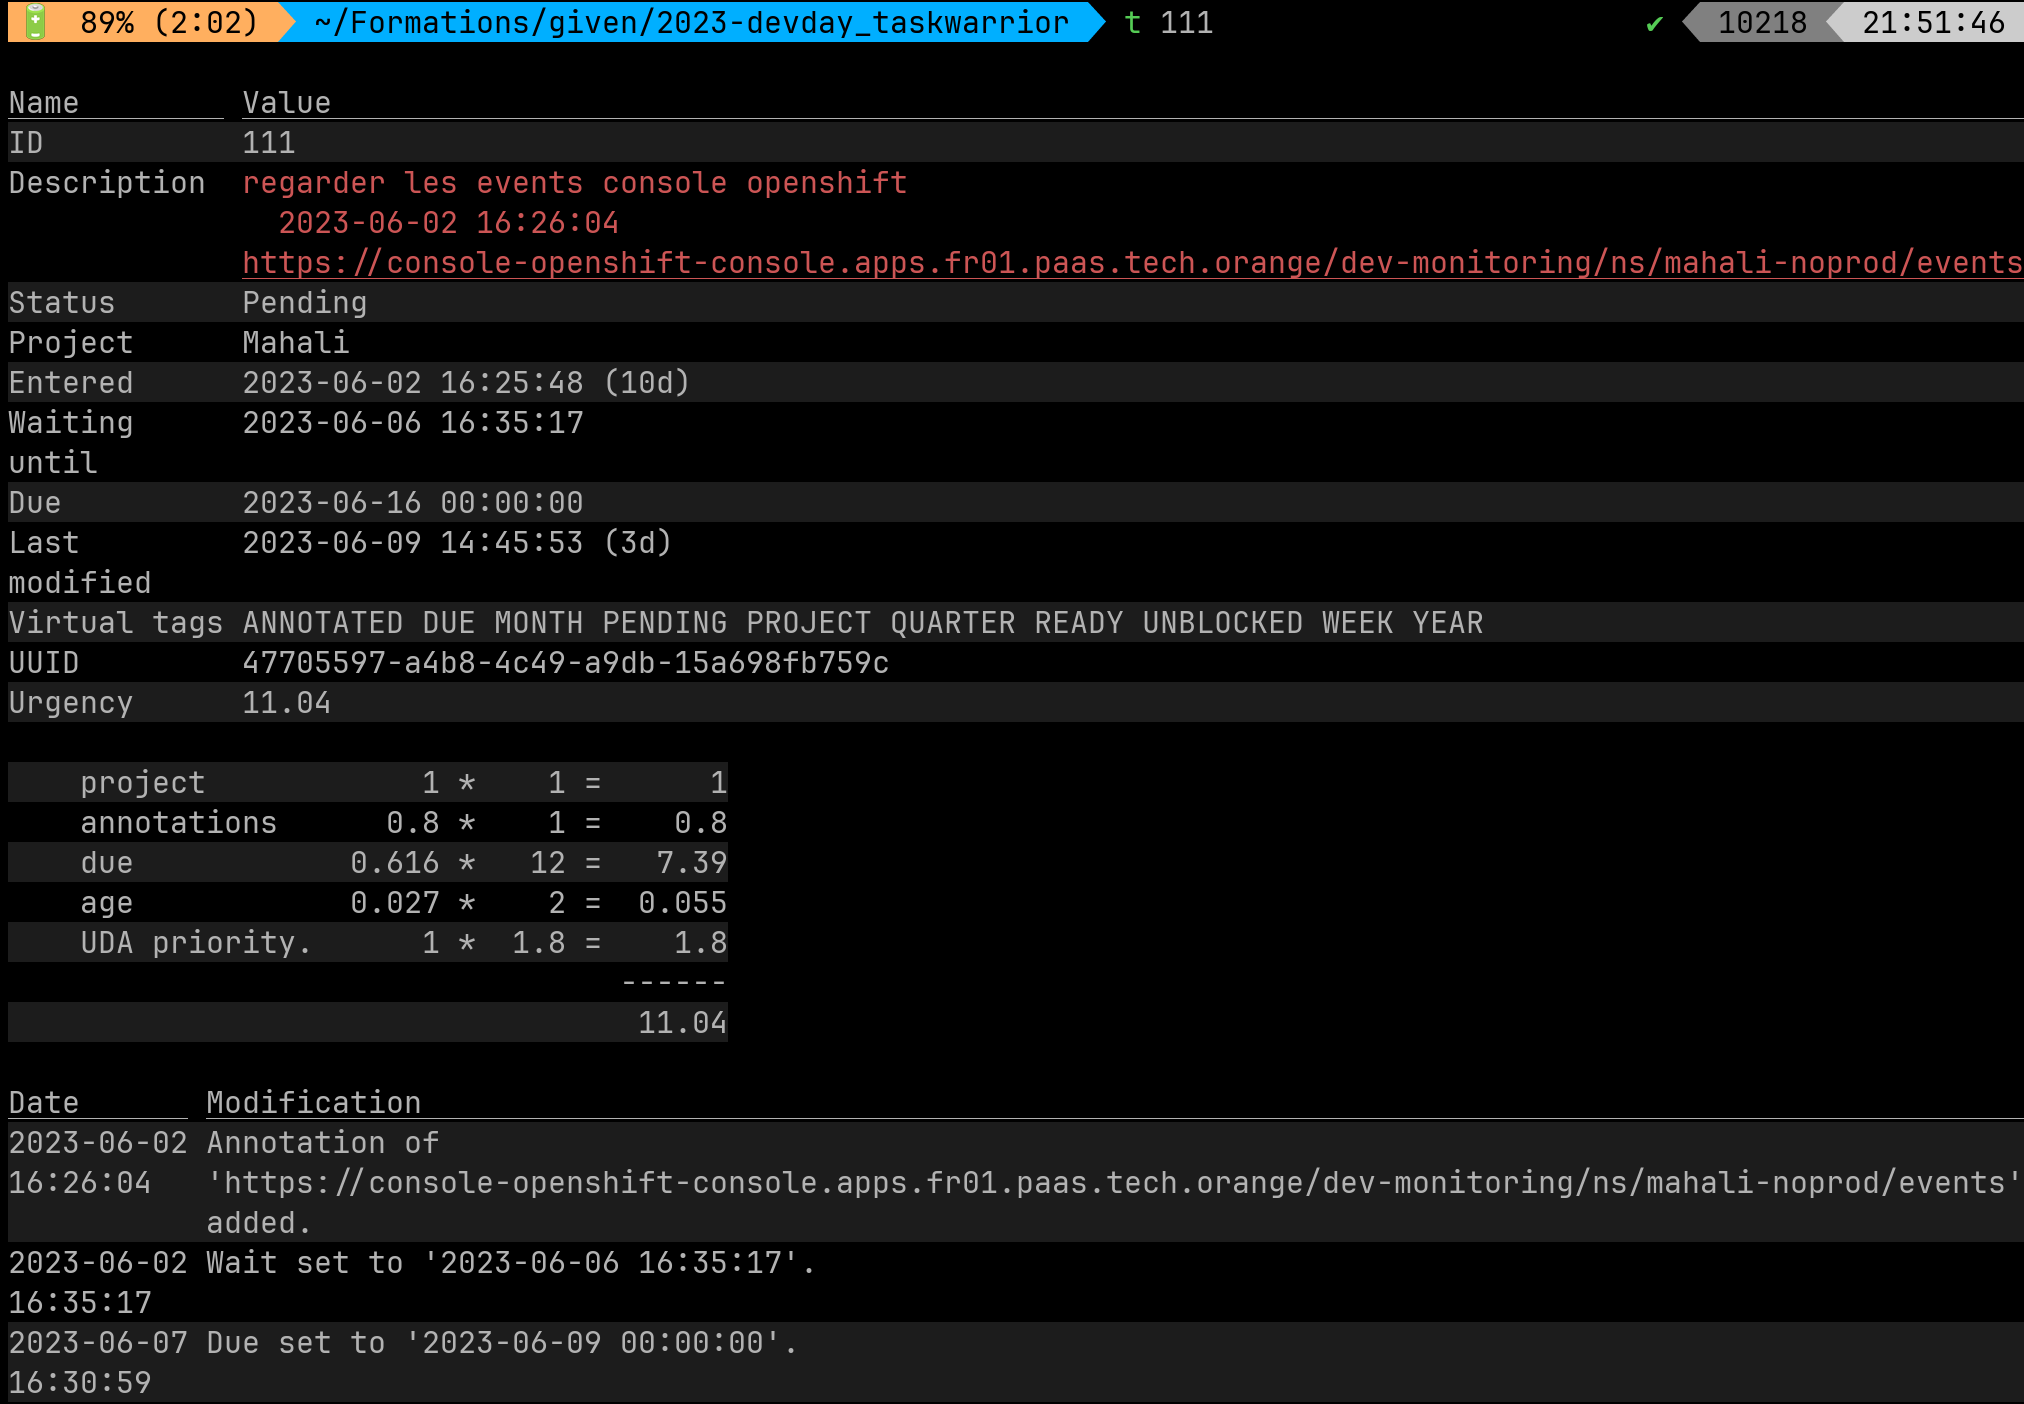 89% (2:02) ~/Formations/given/2023-devday_taskwarrior t 111 ✔ 10218 21:51:46
Name Value
ID 111
Description regarder les events console openshift
2023-06-02 16:26:04
https://console-openshift-console.apps.fr01.paas.tech.orange/dev-monitoring/ns/mahali-noprod/events
Status Pending
Project Mahali
Entered 2023-06-02 16:25:48 (10d)
Waiting 2023-06-06 16:35:17
until
Due 2023-06-16 00:00:00
Last 2023-06-09 14:45:53 (3d)
modified
Virtual tags ANNOTATED DUE MONTH PENDING PROJECT QUARTER READY UNBLOCKED WEEK YEAR
UUID 47705597-a4b8-4c49-a9db-15a698fb759c
Urgency 11.04
project 1 * 1 = 1
annotations 0.8 * 1 = 0.8
due 0.616 * 12 = 7.39
age 0.027 * 2 = 0.055
UDA priority. 1 * 1.8 = 1.8
------
11.04
Date Modification
2023-06-02 Annotation of
16:26:04 'https://console-openshift-console.apps.fr01.paas.tech.orange/dev-monitoring/ns/mahali-noprod/events'
added.
2023-06-02 Wait set to '2023-06-06 16:35:17'.
16:35:17
2023-06-07 Due set to '2023-06-09 00:00:00'.
16:30:59